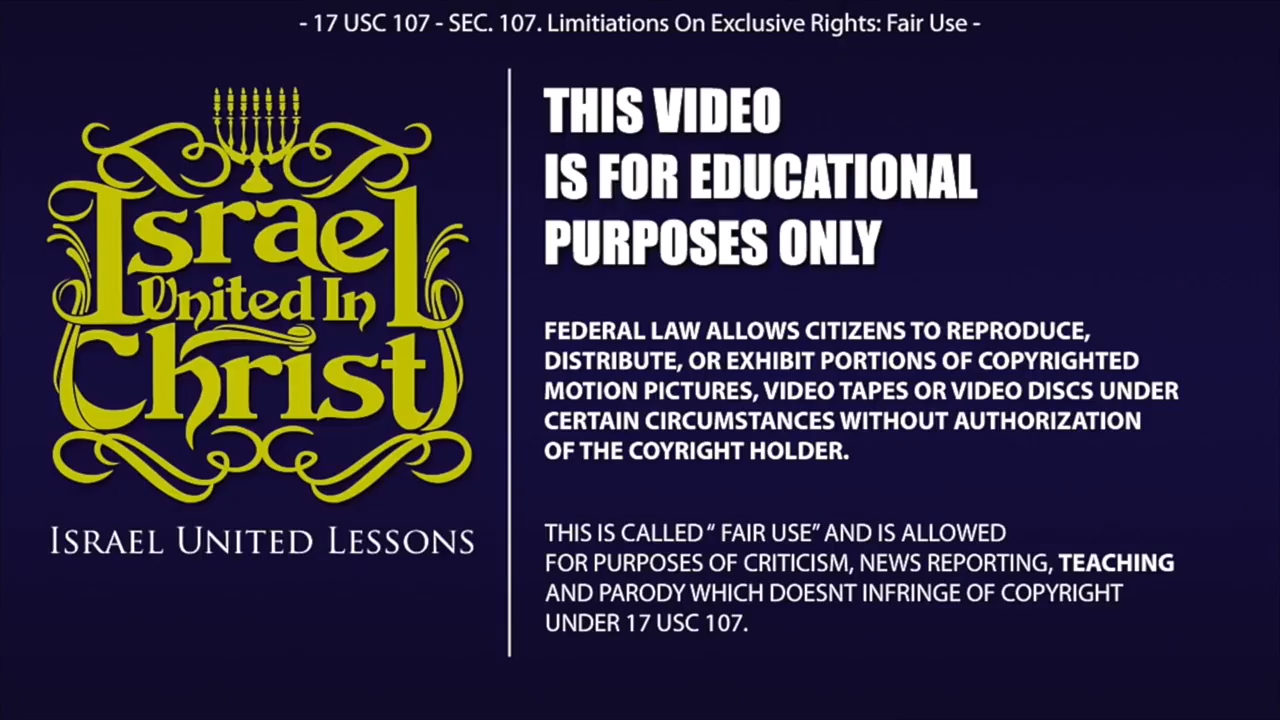 - 17 USC 107 - SEC. 107. Limitiations On Exclusive Rights: Fair Use -
Israel
United In
Christ
ISRAEL UNITED LESSONS
THIS VIDEO
IS FOR EDUCATIONAL
PURPOSES ONLY
FEDERAL LAW ALLOWS CITIZENS TO REPRODUCE,
DISTRIBUTE, OR EXHIBIT PORTIONS OF COPYRIGHTED
MOTION PICTURES, VIDEO TAPES OR VIDEO DISCS UNDER
CERTAIN CIRCUMSTANCES WITHOUT AUTHORIZATION
OF THE COYRIGHT HOLDER.
THIS IS CALLED “ FAIR USE” AND IS ALLOWED
FOR PURPOSES OF CRITICISM, NEWS REPORTING, TEACHING
AND PARODY WHICH DOESNT INFRINGE OF COPYRIGHT
UNDER 17 USC 107.